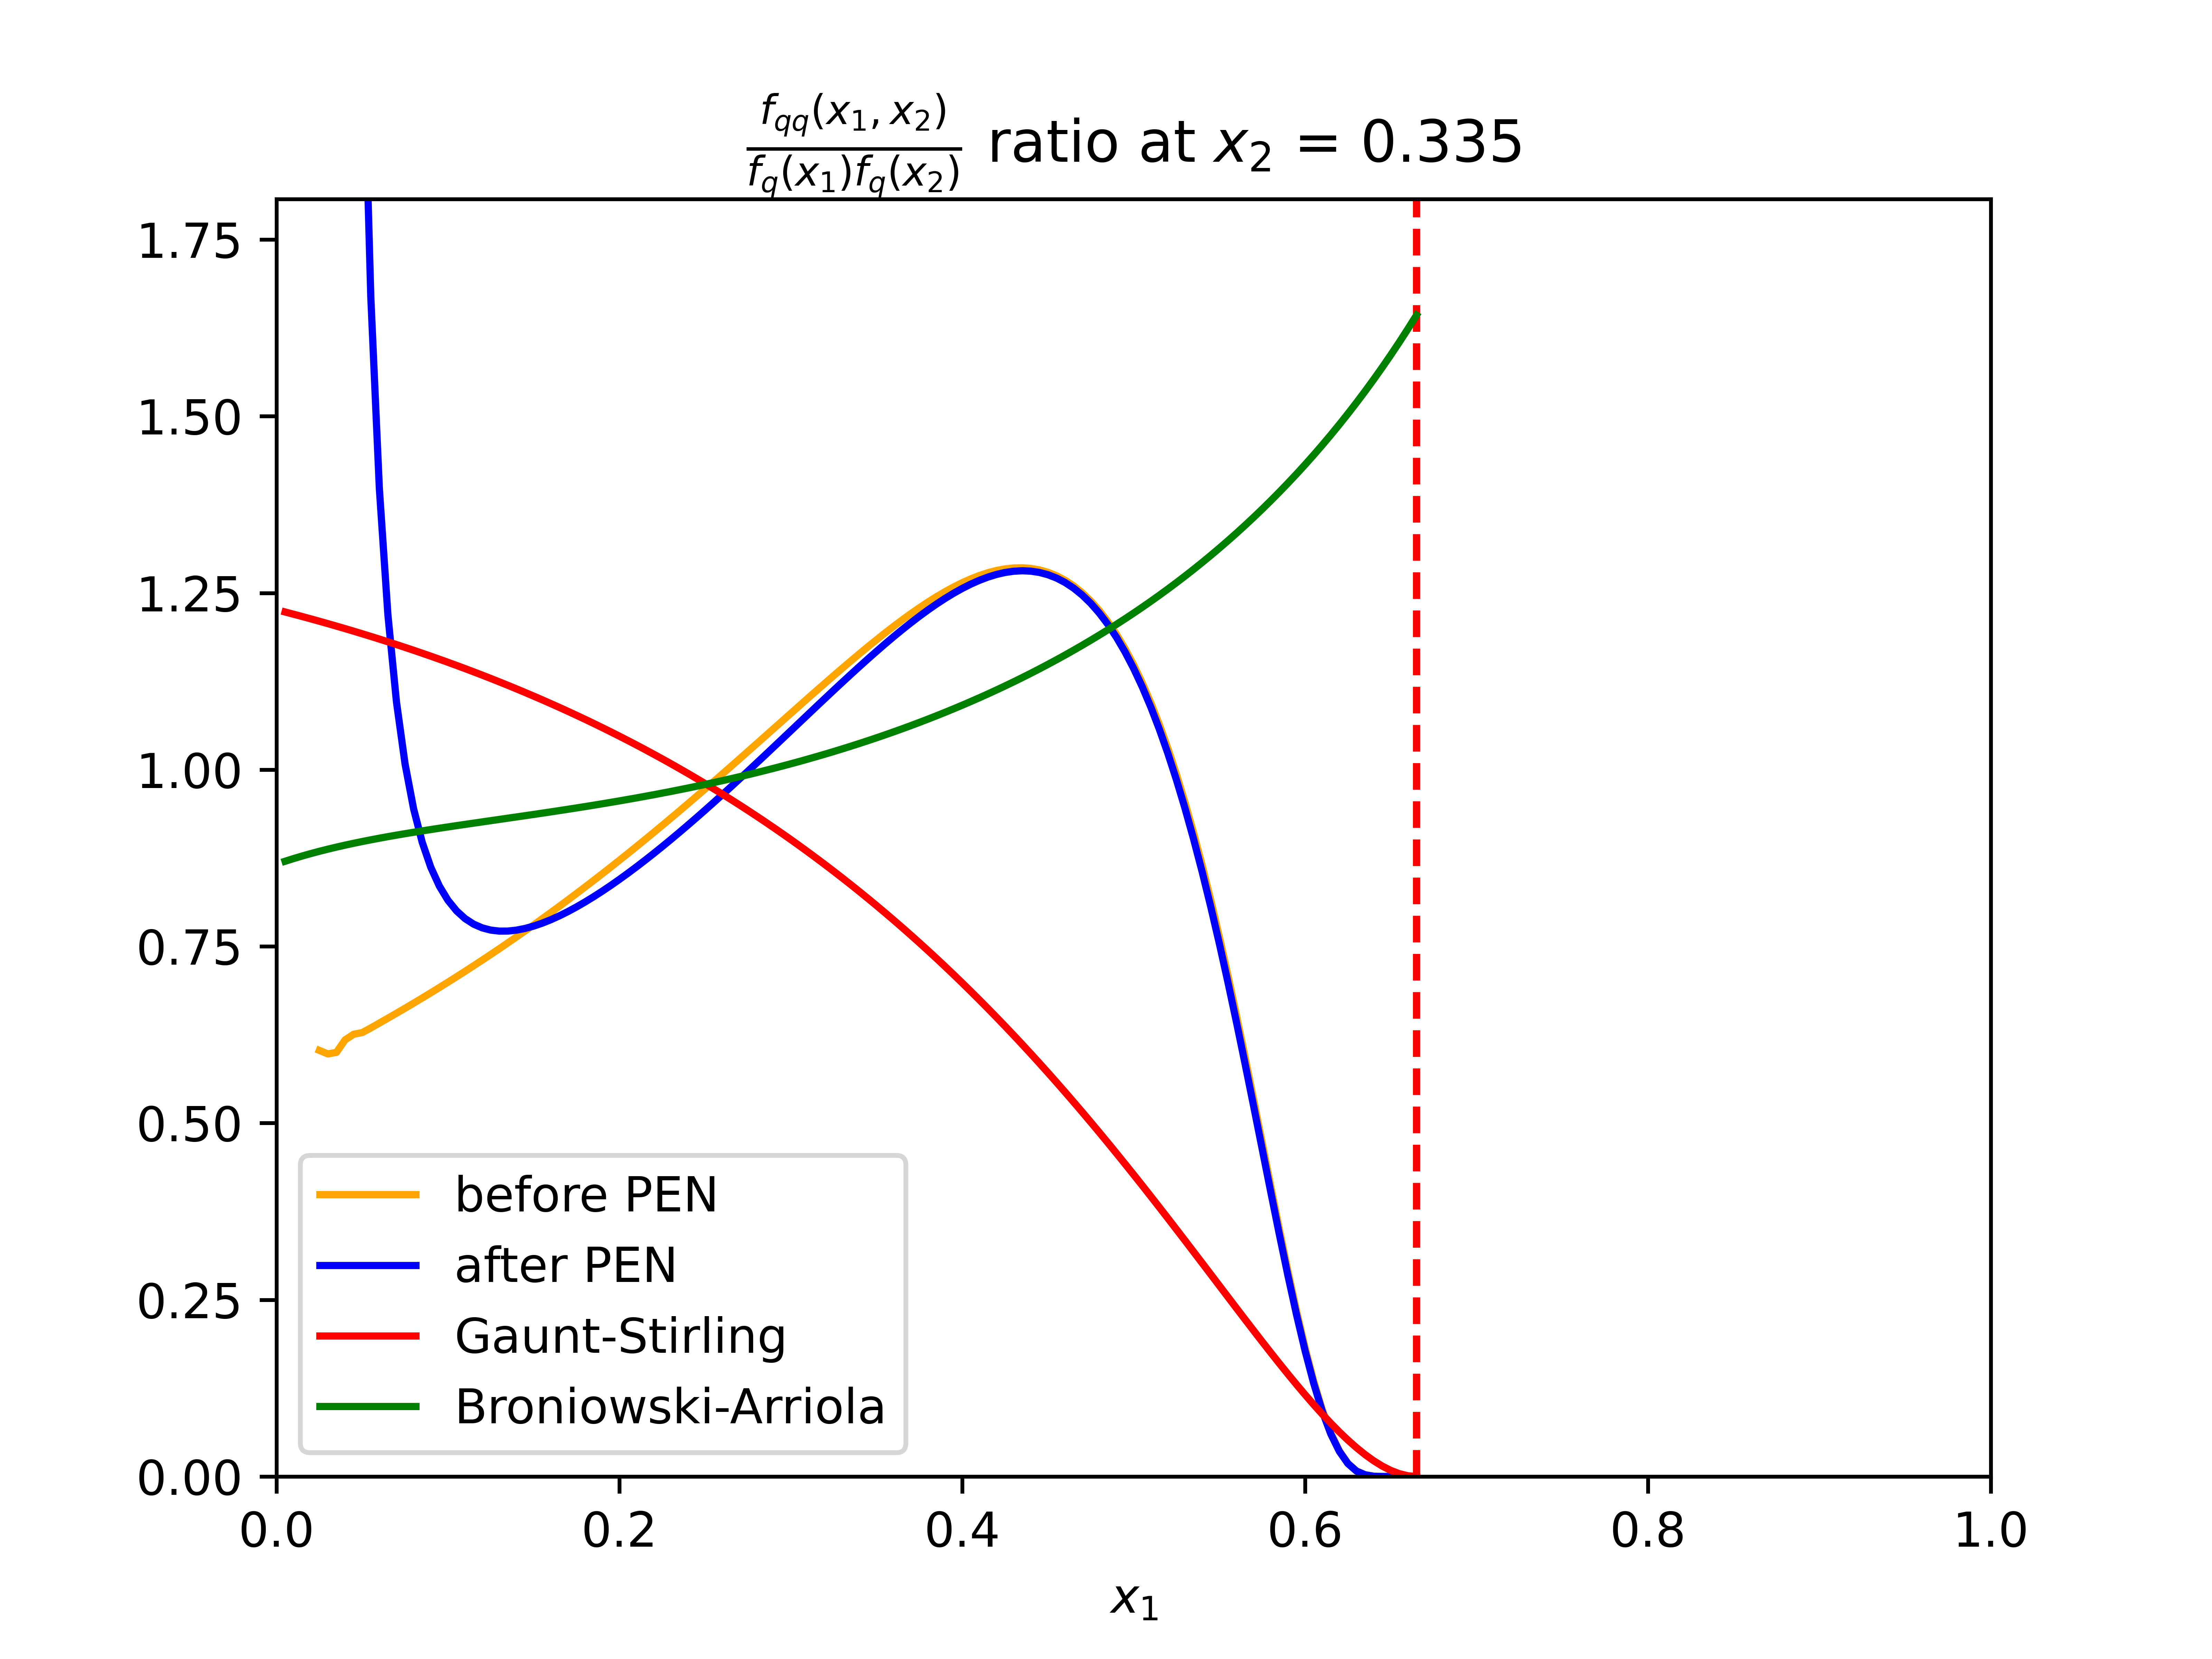 f_qq(x_1, x_2)
f_q(x_1)f_q(x_2)
ratio at x_2 = 0.335
1.75
1.50
1.25
1.00
0.75
0.50
0.25
0.00
before PEN
after PEN
Gaunt-Stirling
Broniowski-Arriola
0.0 0.2 0.4 0.6 0.8 1.0
x_1